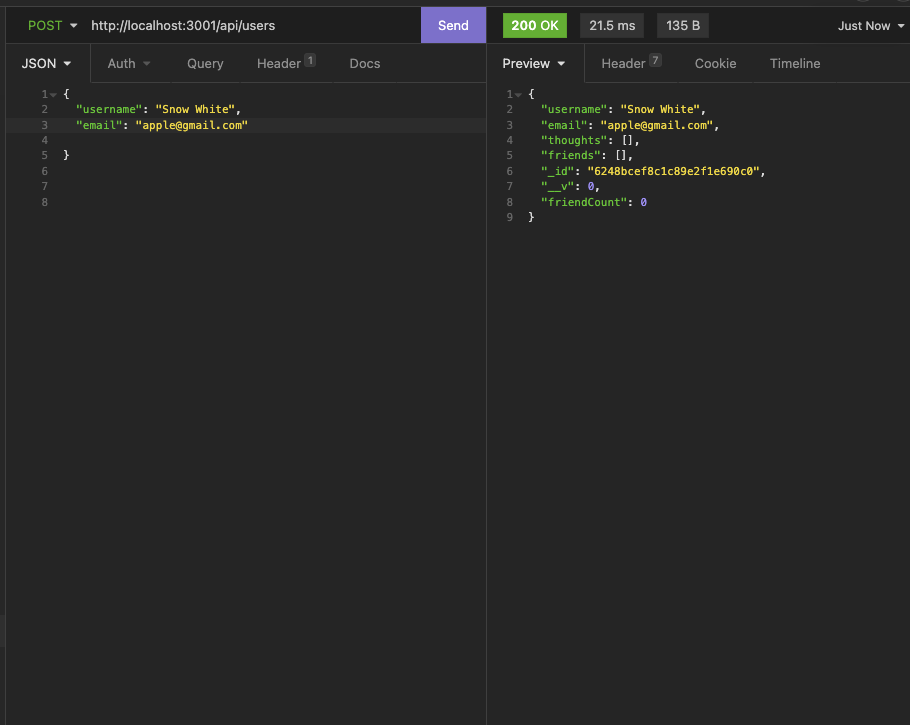 POST http://localhost:3001/api/users Send 200 OK 21.5 ms 135 B Just Now
JSON Auth Query Header 1 Docs
Preview Header 7 Cookie Timeline
1 {
2 "username": "Snow White",
3 "email": "apple@gmail.com"
4
5 }
6
7
8
1 {
2 "username": "Snow White",
3 "email": "apple@gmail.com",
4 "thoughts": [],
5 "friends": [],
6 "_id": "6248bcef8c1c89e2f1e690c0",
7 "__v": 0,
8 "friendCount": 0
9 }